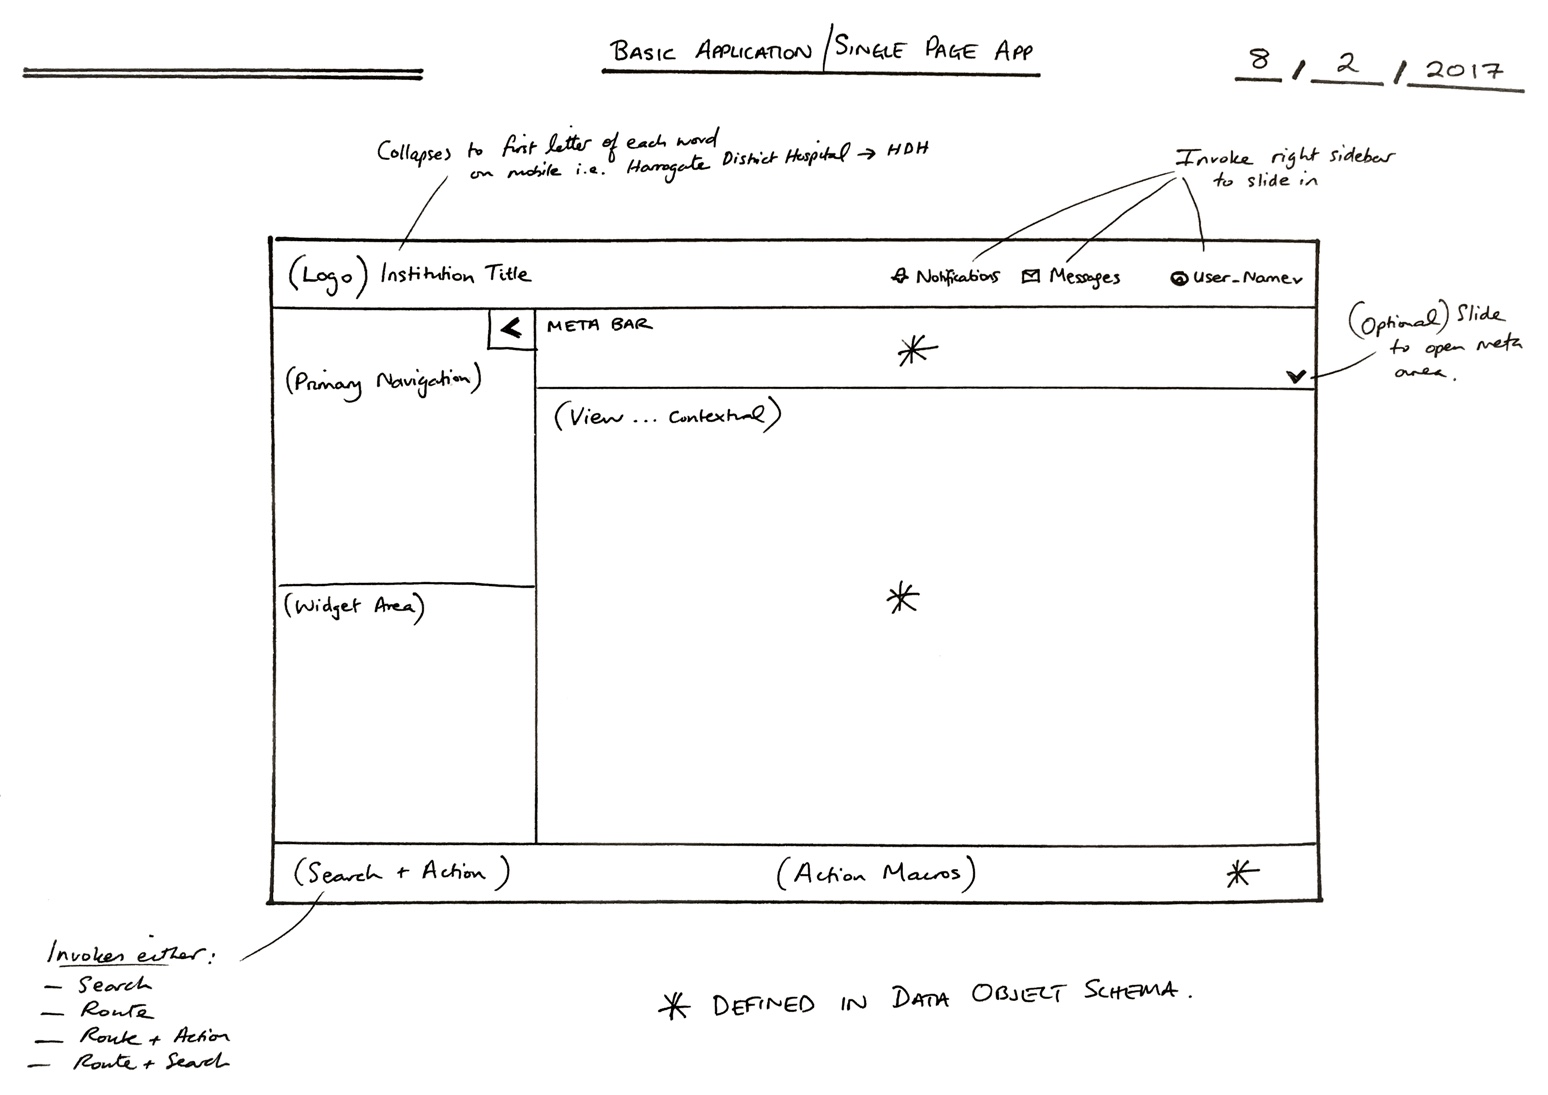 BASIC APPLICATION/SINGLE PAGE APP
8 / 2 / 2017
Collapses to first letter of each word
on mobile i.e. Harrogate District Hospital → HDH
Invoke right sidebar
to slide in
(Logo) Institution Title
Notifications
Messages
User_Name
(Optional) Slide
to open meta
area.
<
META BAR
*
(Primary Navigation)
(View ... Contextual)
(Widget Area)
*
(Search + Action)
(Action Macros)
*
Invokes either:
– Search
– Route
– Route + Action
– Route + Search
* DEFINED IN DATA OBJECT SCHEMA.